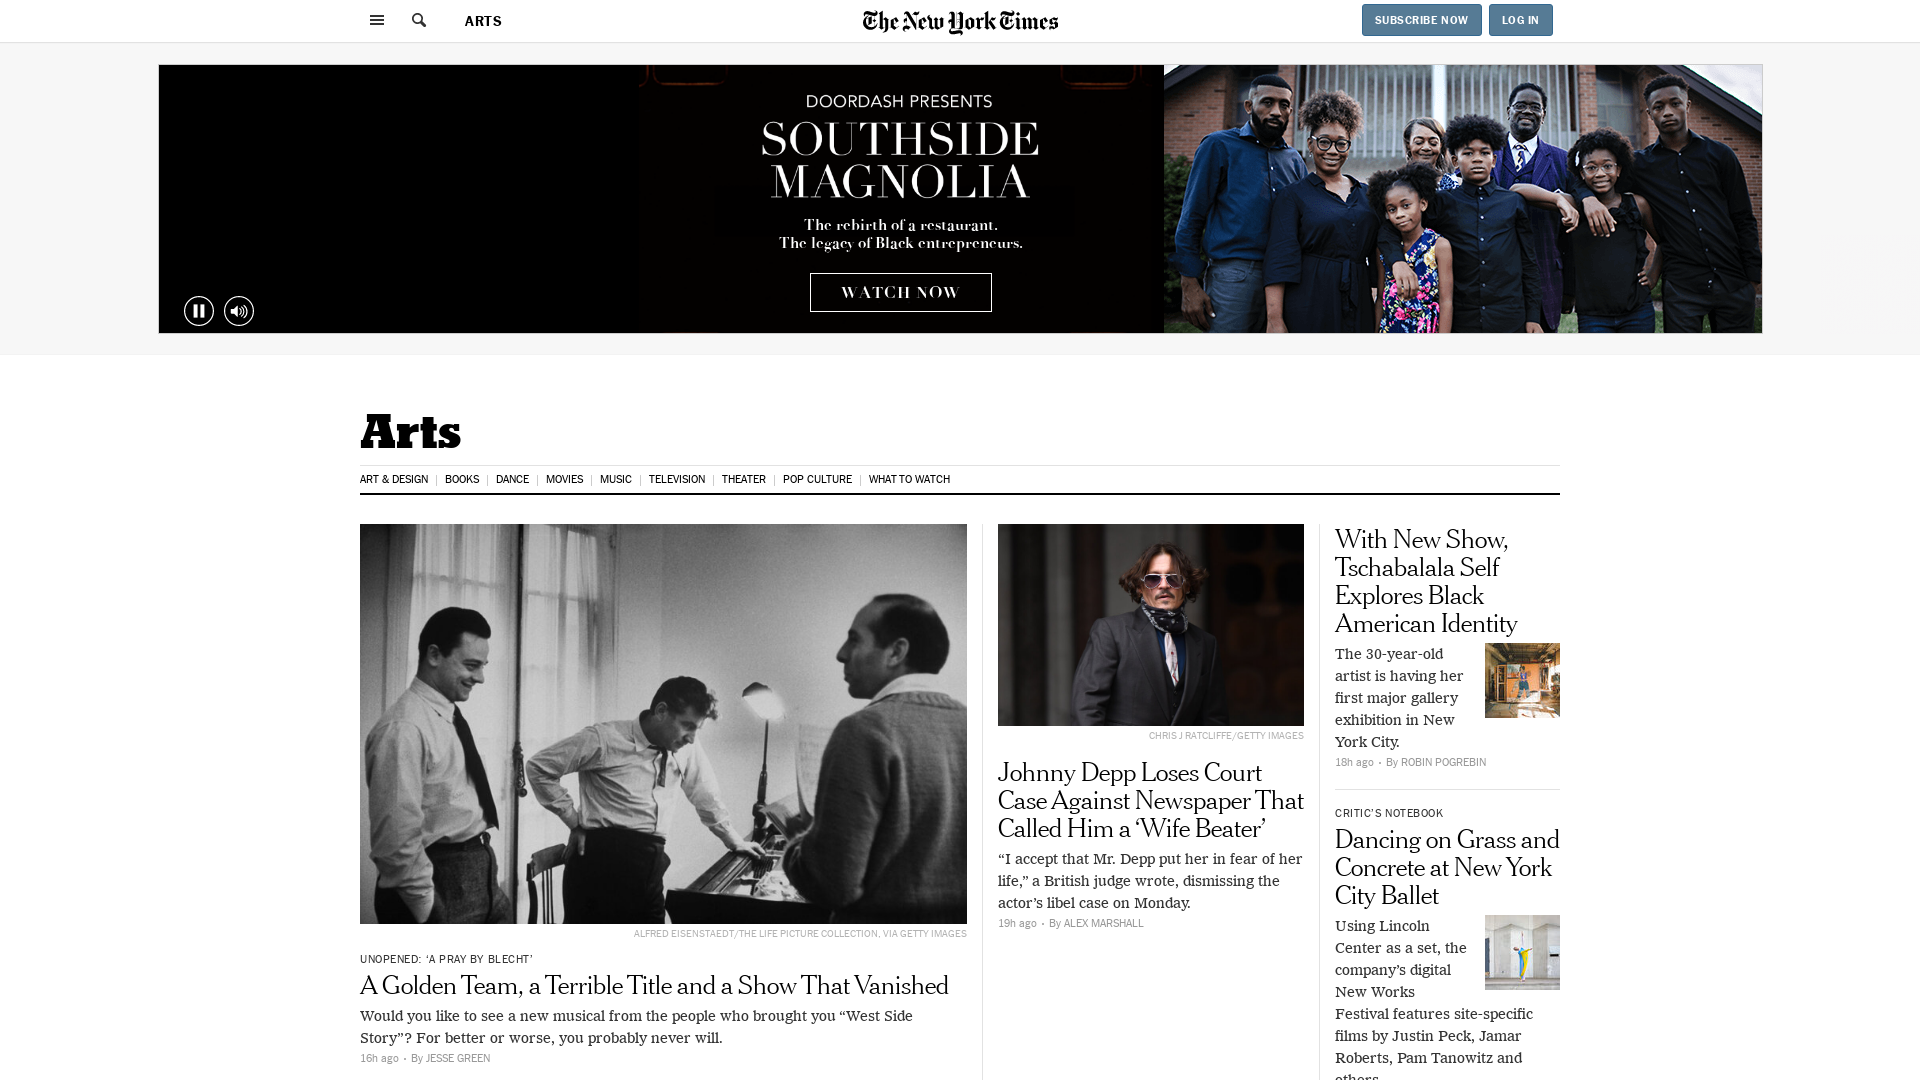 ARTS
The New York Times
SUBSCRIBE NOW
LOG IN
DOORDASH PRESENTS
SOUTHSIDE
MAGNOLIA
The rebirth of a restaurant.
The legacy of Black entrepreneurs.
WATCH NOW
Arts
ART & DESIGN
BOOKS
DANCE
MOVIES
MUSIC
TELEVISION
THEATER
POP CULTURE
WHAT TO WATCH
ALFRED EISENSTAEDT/THE LIFE PICTURE COLLECTION, VIA GETTY IMAGES
UNOPENED: ‘A PRAY BY BLECHT’
A Golden Team, a Terrible Title and a Show That Vanished
Would you like to see a new musical from the people who brought you “West Side
Story”? For better or worse, you probably never will.
16h ago • By JESSE GREEN
CHRIS J RATCLIFFE/GETTY IMAGES
Johnny Depp Loses Court
Case Against Newspaper That
Called Him a ‘Wife Beater’
“I accept that Mr. Depp put her in fear of her
life,” a British judge wrote, dismissing the
actor’s libel case on Monday.
19h ago • By ALEX MARSHALL
With New Show,
Tschabalala Self
Explores Black
American Identity
The 30-year-old
artist is having her
first major gallery
exhibition in New
York City.
18h ago • By ROBIN POGREBIN
CRITIC’S NOTEBOOK
Dancing on Grass and
Concrete at New York
City Ballet
Using Lincoln
Center as a set, the
company’s digital
New Works
Festival features site-specific
films by Justin Peck, Jamar
Roberts, Pam Tanowitz and
others.